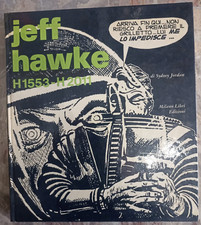 jeff
hawke
H1553-H2011
ARRIVA FIN QUI... NON
RIESCO A PREMERE IL
GRILLETTO... LUI ME
LO IMPEDISCE ...
di Sydney Jordan
Milano Libri
Edizioni